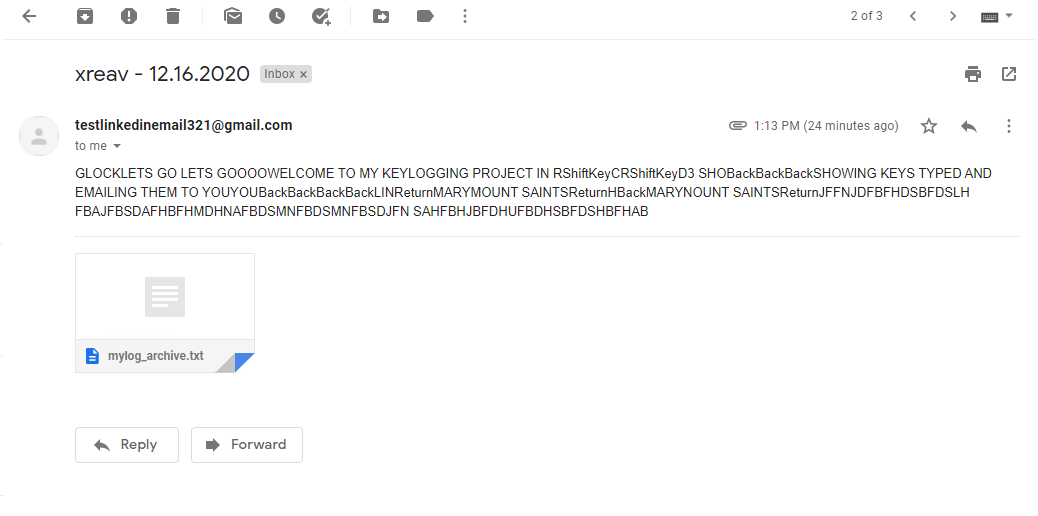 2 of 3
xreav - 12.16.2020 Inbox ×
testlinkedinemail321@gmail.com 1:13 PM (24 minutes ago)
to me
GLOCKLETS GO LETS GOOOOWELCOME TO MY KEYLOGGING PROJECT IN RShiftKeyCRShiftKeyD3 SHOBackBackBackSHOWING KEYS TYPED AND
EMAILING THEM TO YOUYOUBackBackBackBackLINReturnMARYMOUNT SAINTSReturnHBackMARYNOUNT SAINTSReturnJFFNJDFBFHDSBFDSLH
FBAJFBSDAFHBFHMDHNAFBDSMNFBDSMNFBSDJFN SAHFBHJBFDHUFBDHSBFDSHBFHAB
mylog_archive.txt
Reply Forward